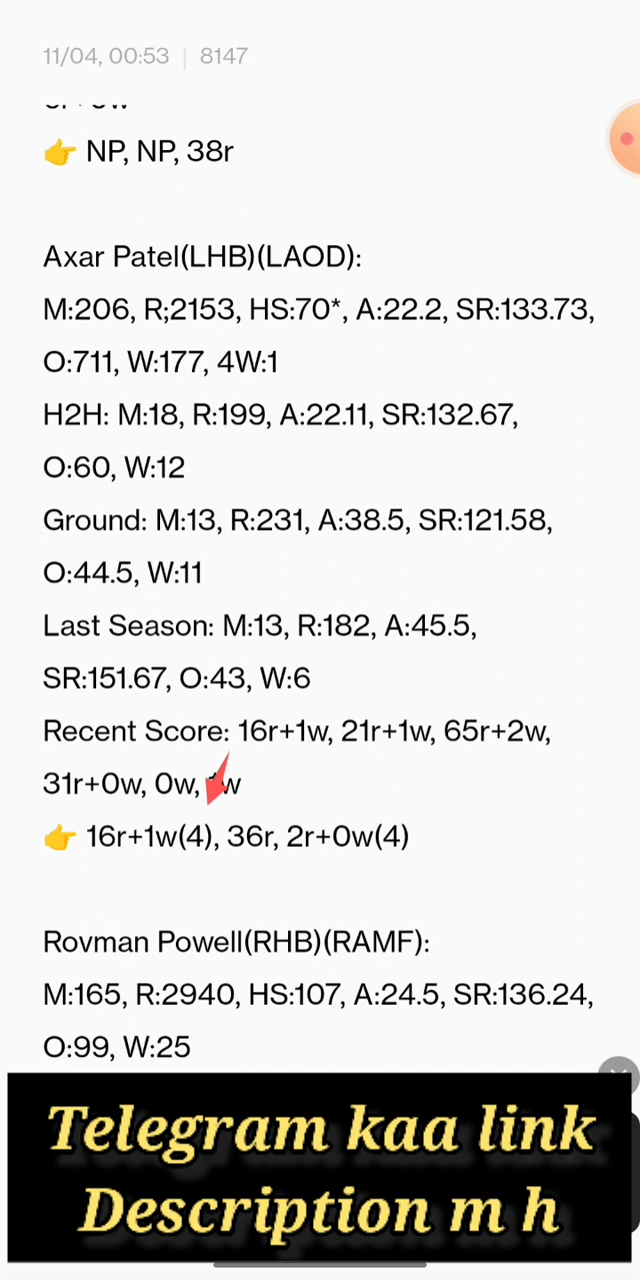 11/04, 00:53 | 8147
👉 NP, NP, 38r
Axar Patel(LHB)(LAOD):
M:206, R;2153, HS:70*, A:22.2, SR:133.73,
O:711, W:177, 4W:1
H2H: M:18, R:199, A:22.11, SR:132.67,
O:60, W:12
Ground: M:13, R:231, A:38.5, SR:121.58,
O:44.5, W:11
Last Season: M:13, R:182, A:45.5,
SR:151.67, O:43, W:6
Recent Score: 16r+1w, 21r+1w, 65r+2w,
31r+0w, 0w,
👉 16r+1w(4), 36r, 2r+0w(4)
Rovman Powell(RHB)(RAMF):
M:165, R:2940, HS:107, A:24.5, SR:136.24,
O:99, W:25
Telegram kaa link
Description m h